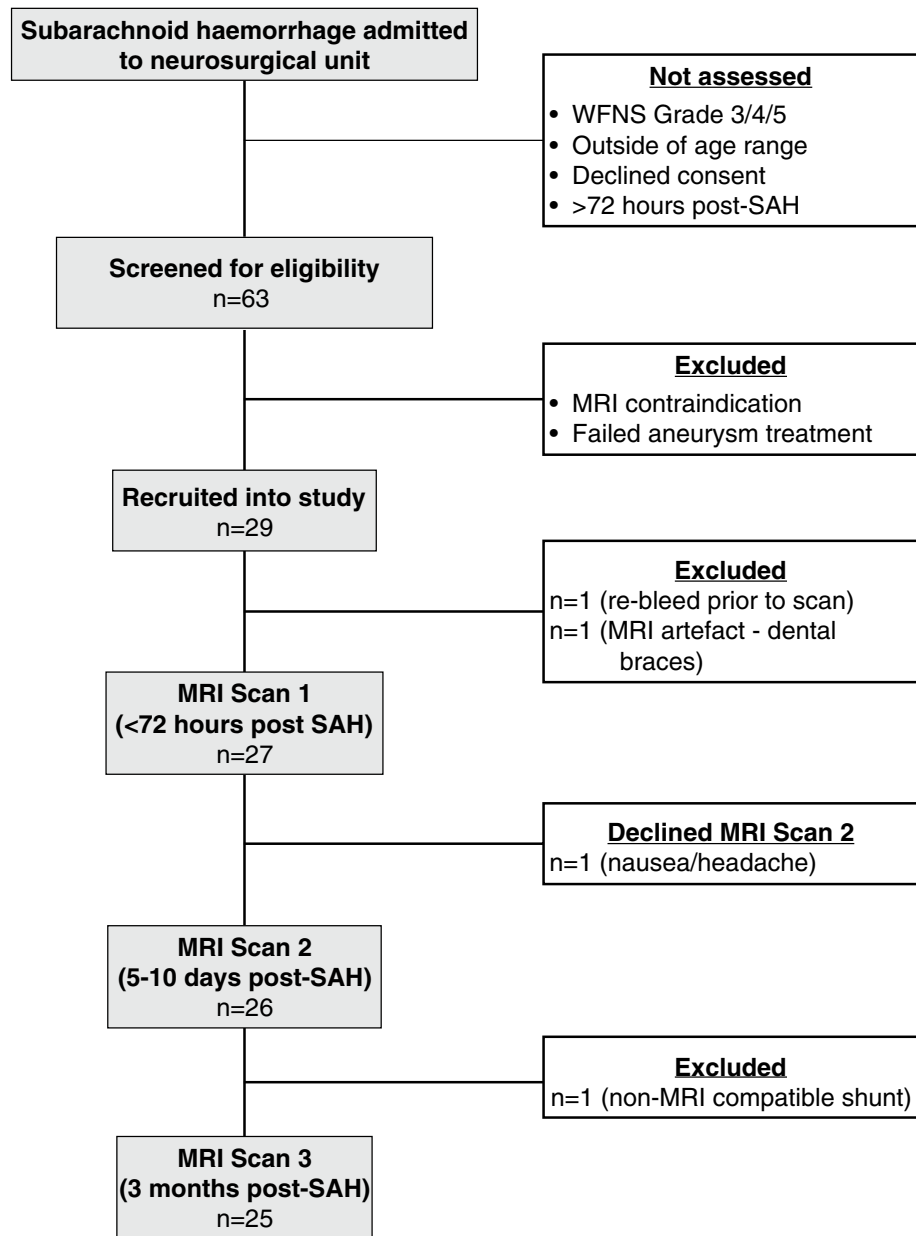 Subarachnoid haemorrhage admitted
to neurosurgical unit
Not assessed
• WFNS Grade 3/4/5
• Outside of age range
• Declined consent
• >72 hours post-SAH
Screened for eligibility
n=63
Excluded
• MRI contraindication
• Failed aneurysm treatment
Recruited into study
n=29
Excluded
n=1 (re-bleed prior to scan)
n=1 (MRI artefact - dental
braces)
MRI Scan 1
(<72 hours post SAH)
n=27
Declined MRI Scan 2
n=1 (nausea/headache)
MRI Scan 2
(5-10 days post-SAH)
n=26
Excluded
n=1 (non-MRI compatible shunt)
MRI Scan 3
(3 months post-SAH)
n=25